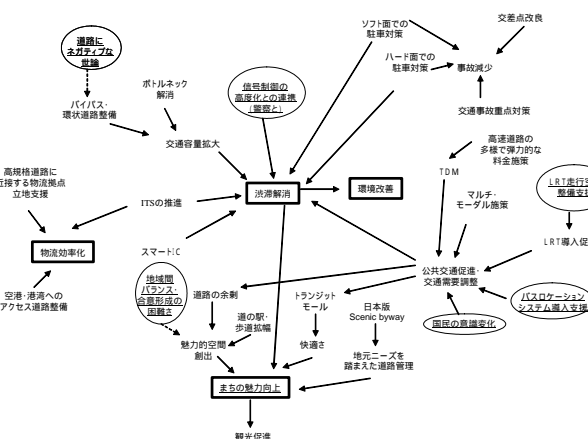 道路に
ネガティブな
世論
ソフト面での
駐車対策
交差点改良
ハード面での
駐車対策
事故減少
ボトルネック
解消
信号制御の
高度化との連携
(警察と)
バイパス・
環状道路整備
交通事故重点対策
交通容量拡大
高速道路の
多様で弾力的な
料金施策
TDM
高規格道路に
近接する物流拠点
立地支援
渋滞解消
環境改善
LRT走行空
整備支援
マルチ・
モーダル施策
ITSの推進
物流効率化
スマートIC
LRT導入促
公共交通促進・
交通需要調整
地域間
バランス・
合意形成の
困難さ
道路の余剰
トランジット
モール
日本版
Scenic byway
空港・港湾への
アクセス道路整備
バスロケーション
システム導入支援
道の駅・
歩道拡幅
国民の意識変化
魅力的空間
創出
快適さ
地元ニーズを
踏まえた道路管理
まちの魅力向上
観光促進